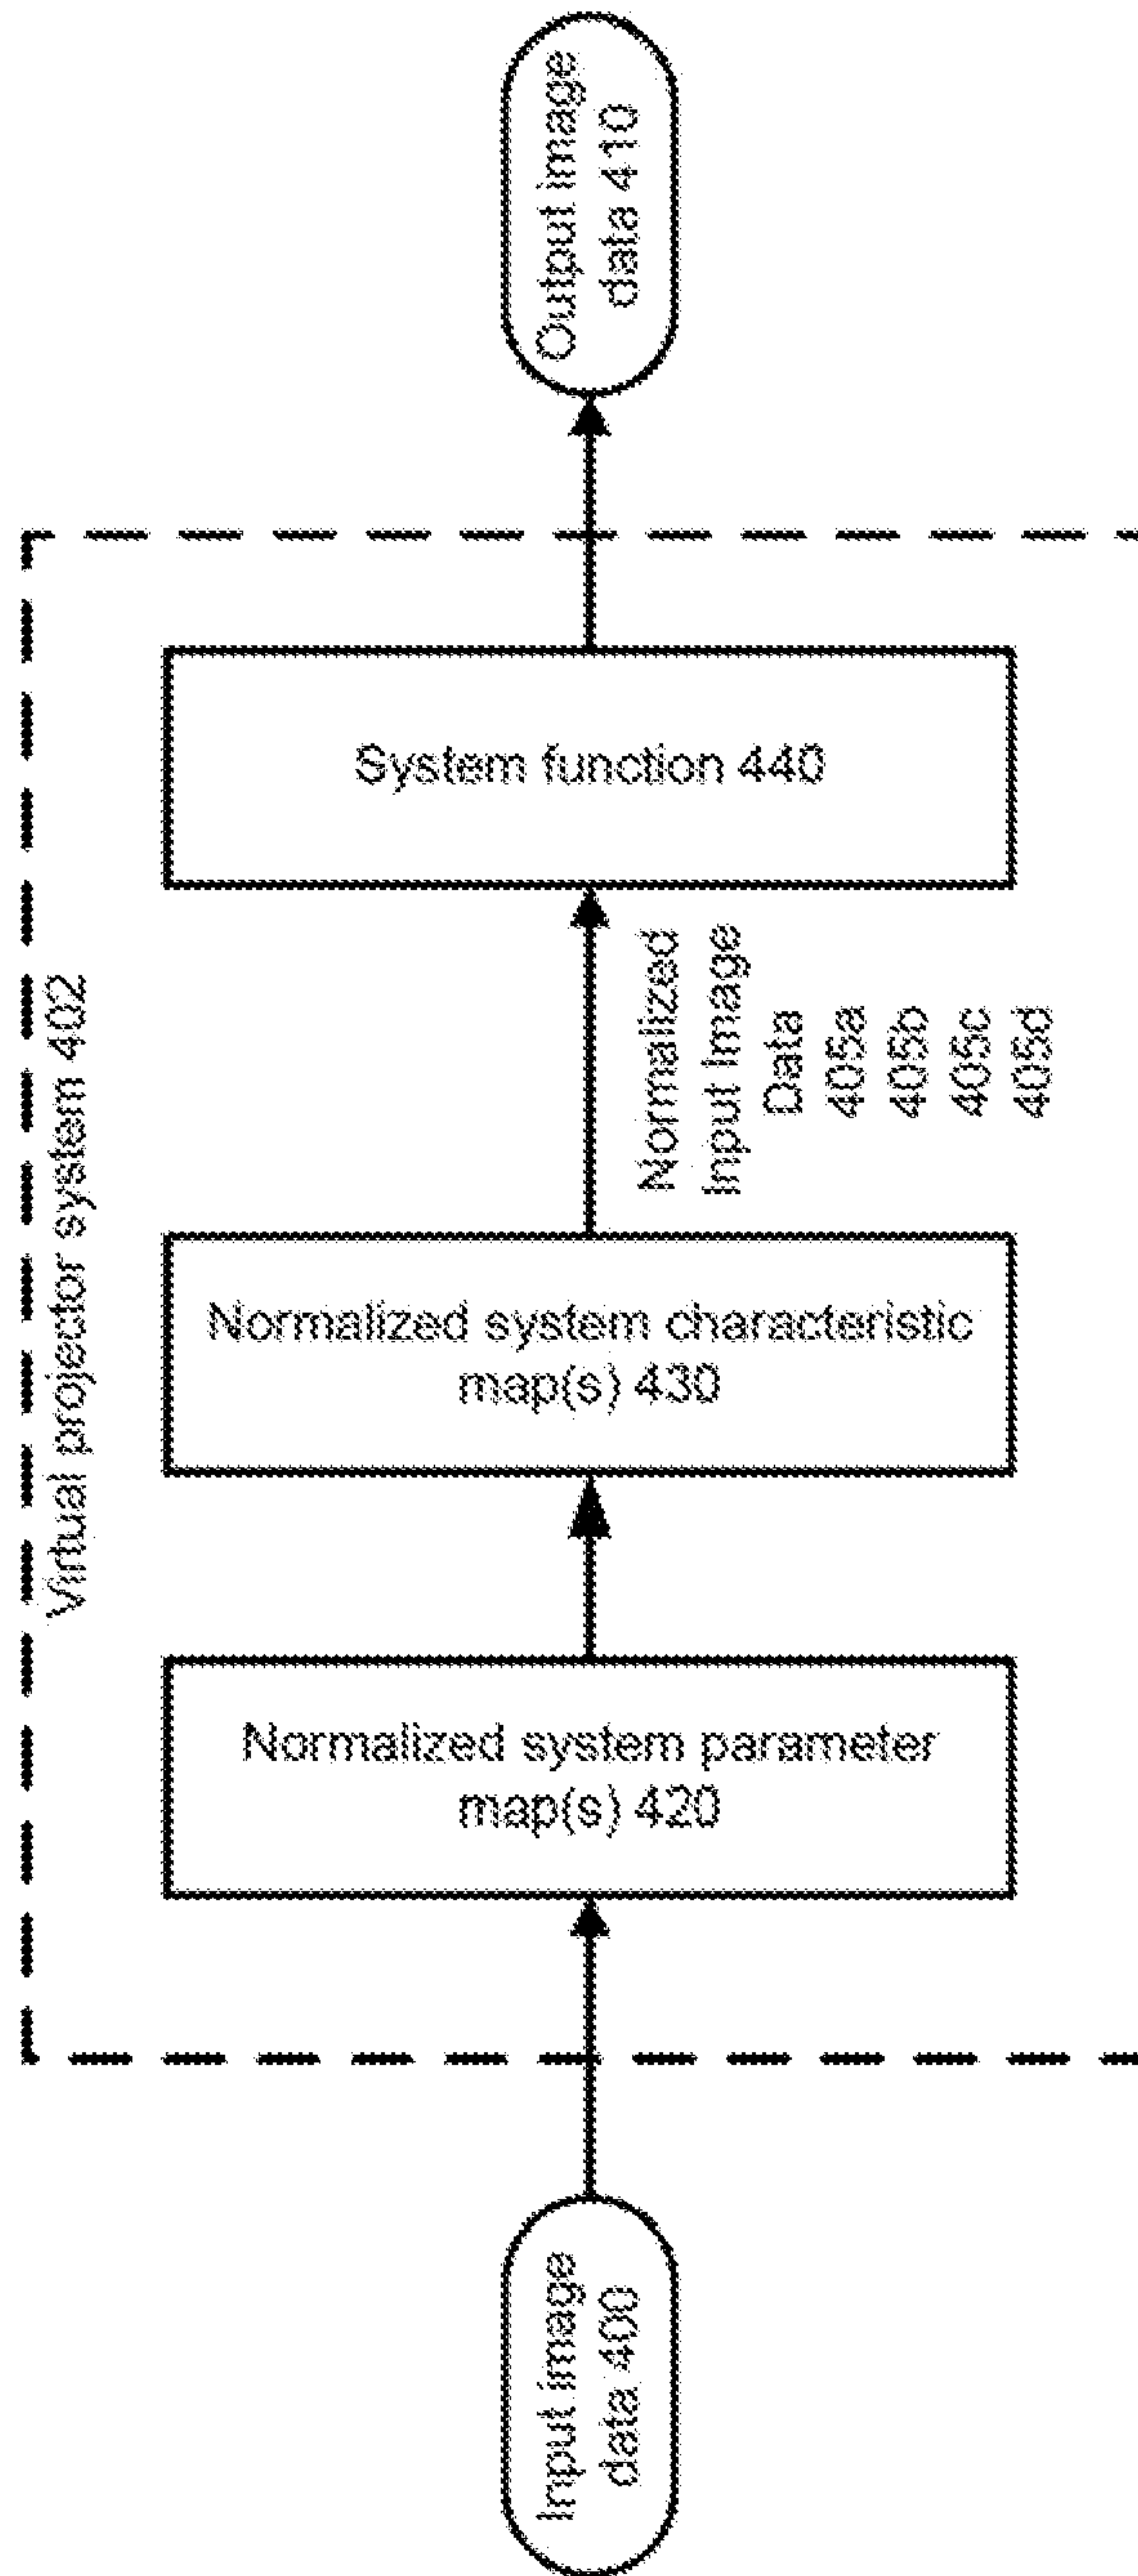 Virtual projector system 402
Input image
data 400
Normalized system parameter
map(s) 420
Normalized system characteristic
map(s) 430
Normalized
Input Image
Data
405a
405b
405c
405d
System function 440
Output image
data 410